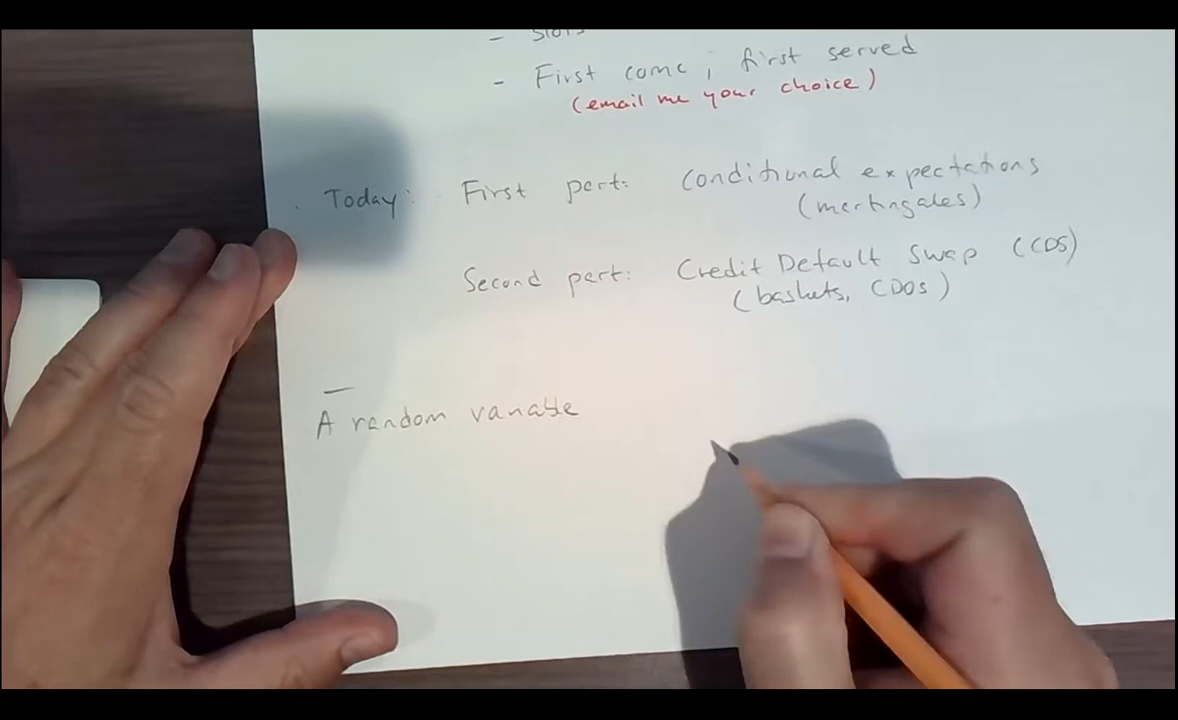 - Slots
- First come, first served
(email me your choice)
Today: First part: Conditional expectations
(martingales)
Second part: Credit Default Swap (CDS)
(baskets, CDOs)
A random variable